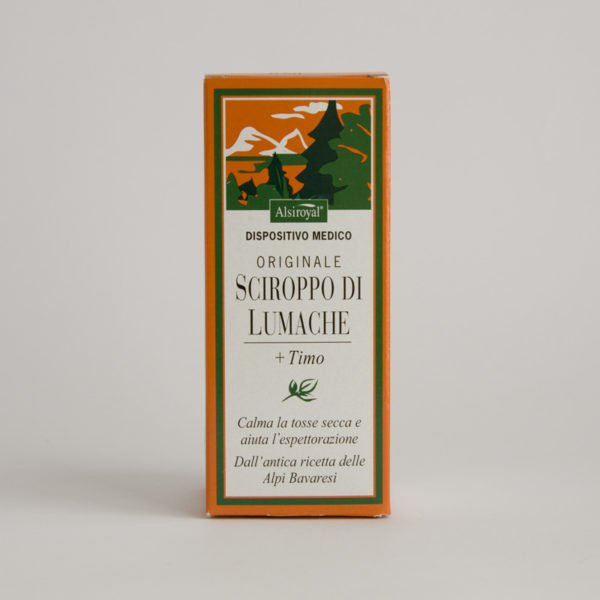 Alsiroyal®
DISPOSITIVO MEDICO
ORIGINALE
SCIROPPO DI
LUMACHE
+ Timo
Calma la tosse secca e
aiuta l'espettorazione
Dall'antica ricetta delle
Alpi Bavaresi